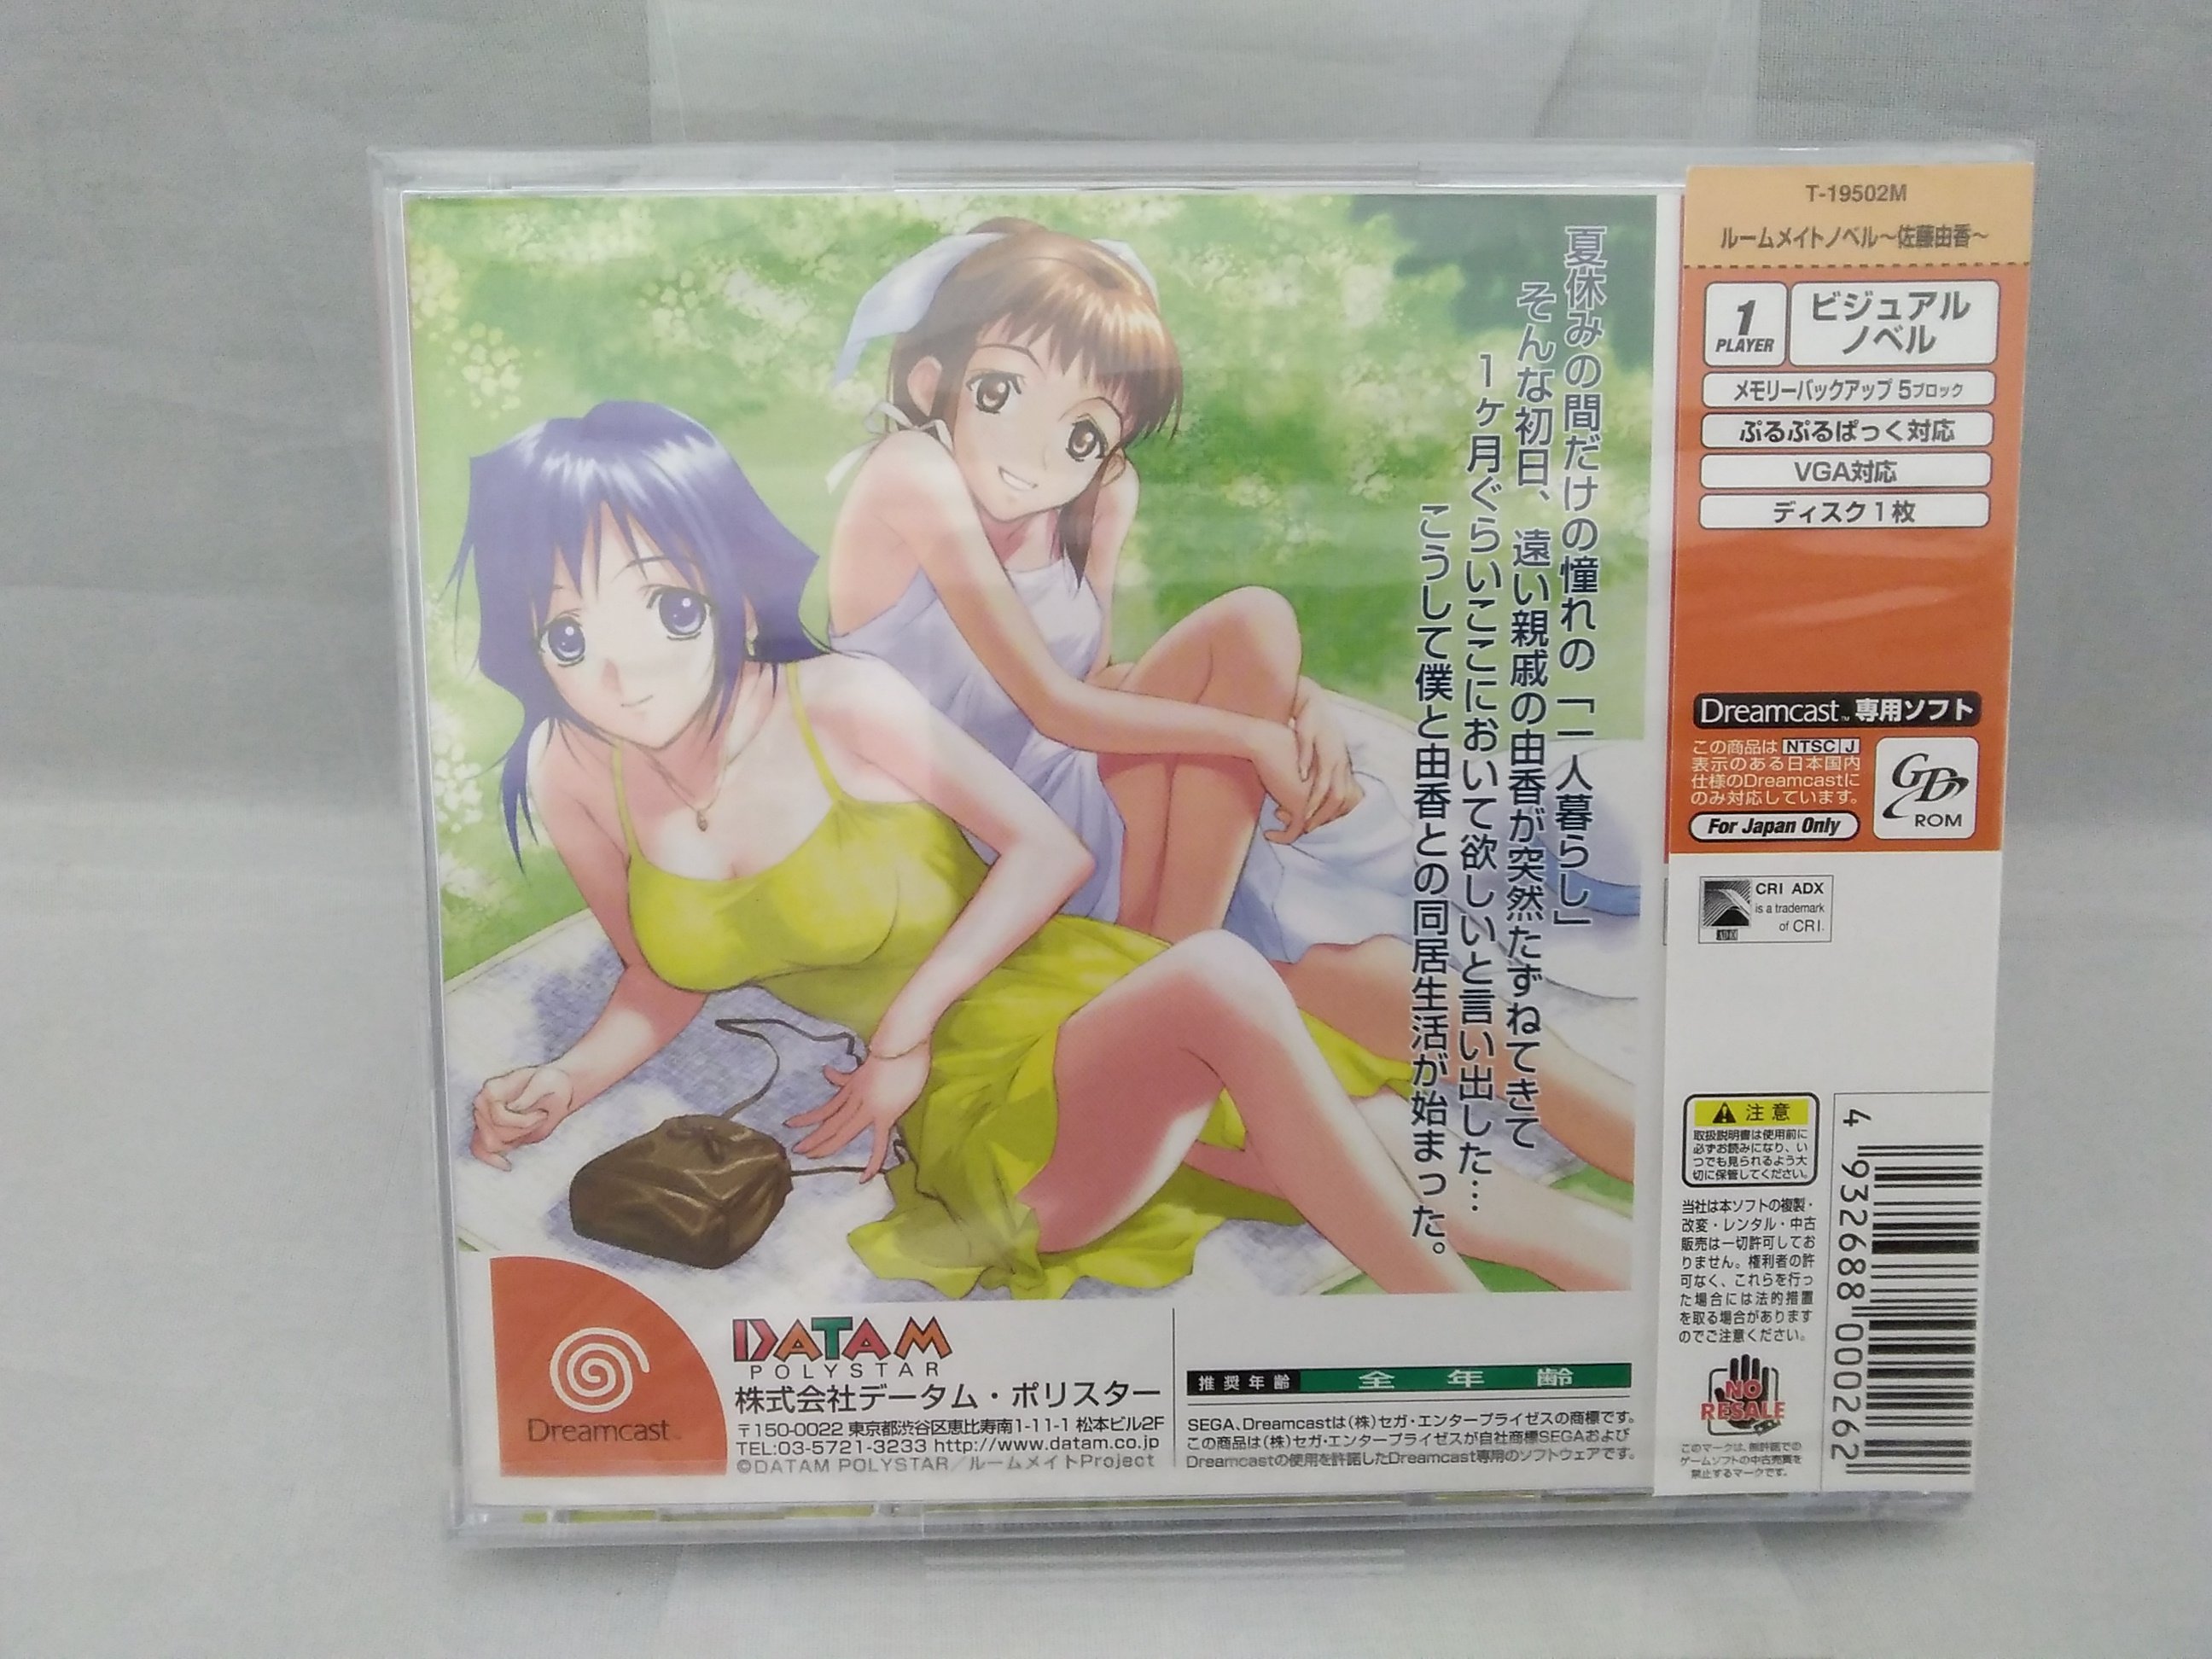 夏休みの間だけの憧れの「一人暮らし」
そんな初日、遠い親戚の由香が突然たずねてきて
1ヶ月ぐらいここにおいて欲しいと言い出した…
こうして僕と由香との同居生活が始まった。
Dreamcast
DATAM
POLYSTAR
株式会社データム・ポリスター
〒150-0022 東京都渋谷区恵比寿南1-11-1 松本ビル2F
TEL:03-5721-3233 http://www.datam.co.jp
©DATAM POLYSTAR／ルームメイトProject
推奨年齢 全年齢
SEGA、Dreamcastは(株)セガ・エンタープライゼスの商標です。
この商品は(株)セガ・エンタープライゼスが自社商標SEGAおよび
Dreamcastの使用を許諾したDreamcast専用のソフトウェアです。
T-19502M
ルームメイトノベル～佐藤由香～
1
PLAYER
ビジュアル
ノベル
メモリーバックアップ 5ブロック
ぷるぷるぱっく対応
VGA対応
ディスク1枚
Dreamcast™ 専用ソフト
この商品は NTSC J
表示のある日本国内
仕様のDreamcastに
のみ対応しています。
For Japan Only
GD
ROM
CRI ADX
is a trademark
of CRI.
注意
取扱説明書は使用前に
必ずお読みになり、い
つでも見られるよう大
切に保管してください。
当社は本ソフトの複製・
改変・レンタル・中古
販売は一切許可してお
りません。権利者の許
可なく、これらを行っ
た場合には法的措置
を取る場合があります
のでご注意ください。
NO
RESALE
このマークは、無許諾での
ゲームソフトの中古売買を
禁止するマークです。
4 932688 000262